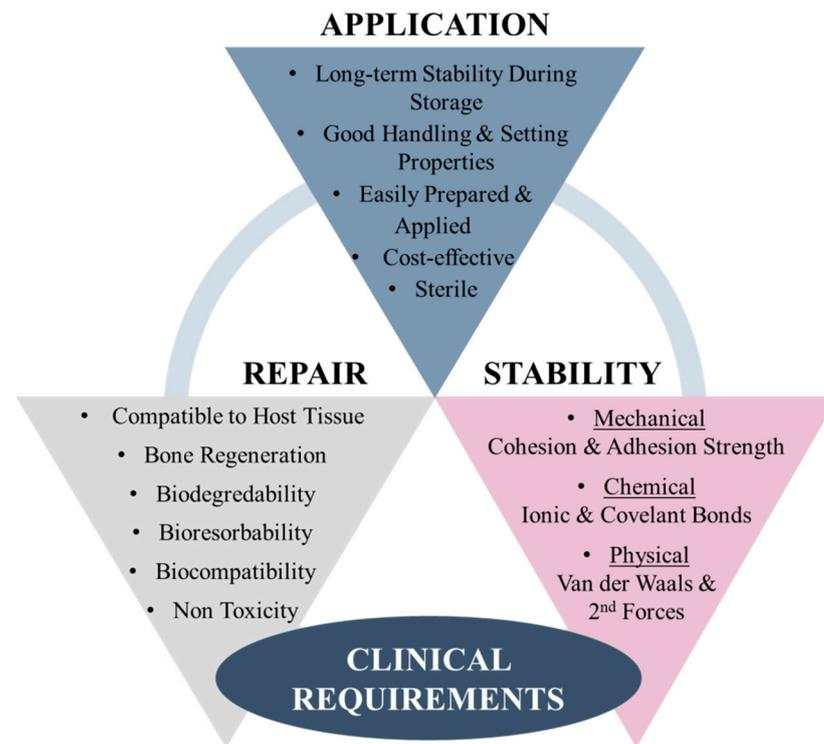 APPLICATION
• Long-term Stability During
Storage
• Good Handling & Setting
Properties
• Easily Prepared &
Applied
• Cost-effective
• Sterile
REPAIR
• Compatible to Host Tissue
• Bone Regeneration
• Biodegredability
• Bioresorbability
• Biocompatibility
• Non Toxicity
STABILITY
• Mechanical
Cohesion & Adhesion Strength
• Chemical
Ionic & Covelant Bonds
• Physical
Van der Waals &
2nd Forces
CLINICAL
REQUIREMENTS